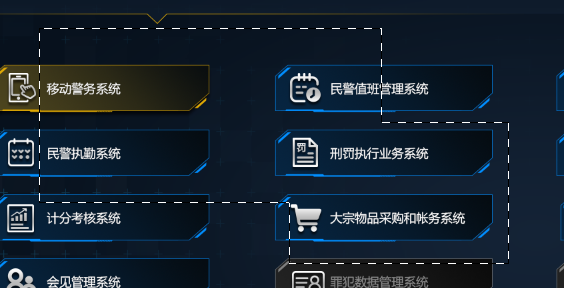 移动警务系统
民警值班管理系统
民警执勤系统
刑罚执行业务系统
计分考核系统
大宗物品采购和帐务系统
会见管理系统
罪犯数据管理系统